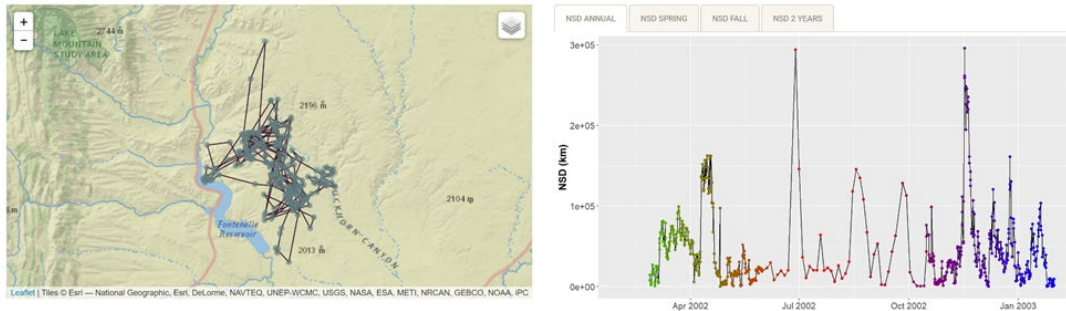 +
−
LAKE
MOUNTAIN
STUDY AREA
2744 m
2156 m
2104 m
BUCKHORN CANYON
Fontenelle
Reservoir
2013 m
Leaflet | Tiles © Esri — National Geographic, Esri, DeLorme, NAVTEQ, UNEP-WCMC, USGS, NASA, ESA, METI, NRCAN, GEBCO, NOAA, iPC
NSD ANNUAL
NSD SPRING
NSD FALL
NSD 2 YEARS
NSD (km)
3e+05
2e+05
1e+05
0e+00
Apr 2002
Jul 2002
Oct 2002
Jan 2003